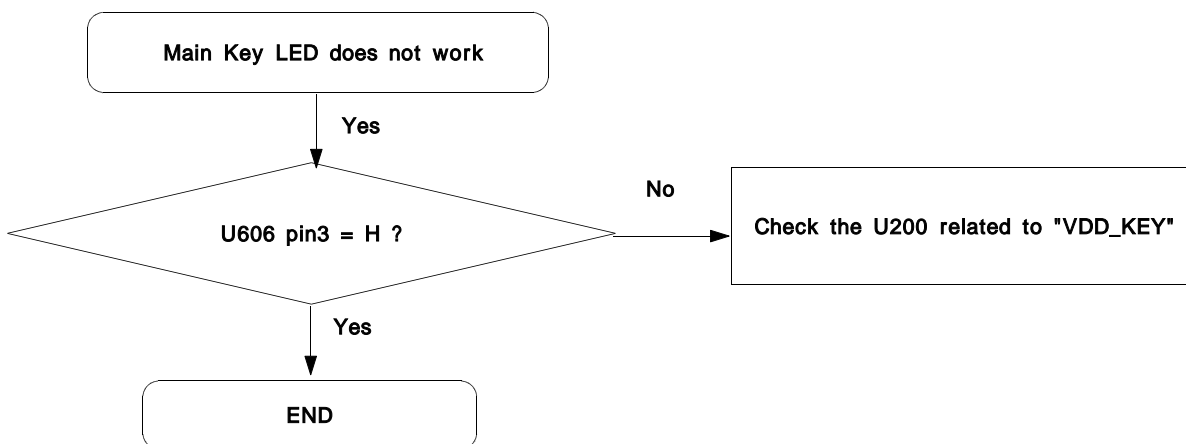 Main Key LED does not work
Yes
U606 pin3 = H ?
No
Check the U200 related to "VDD_KEY"
Yes
END